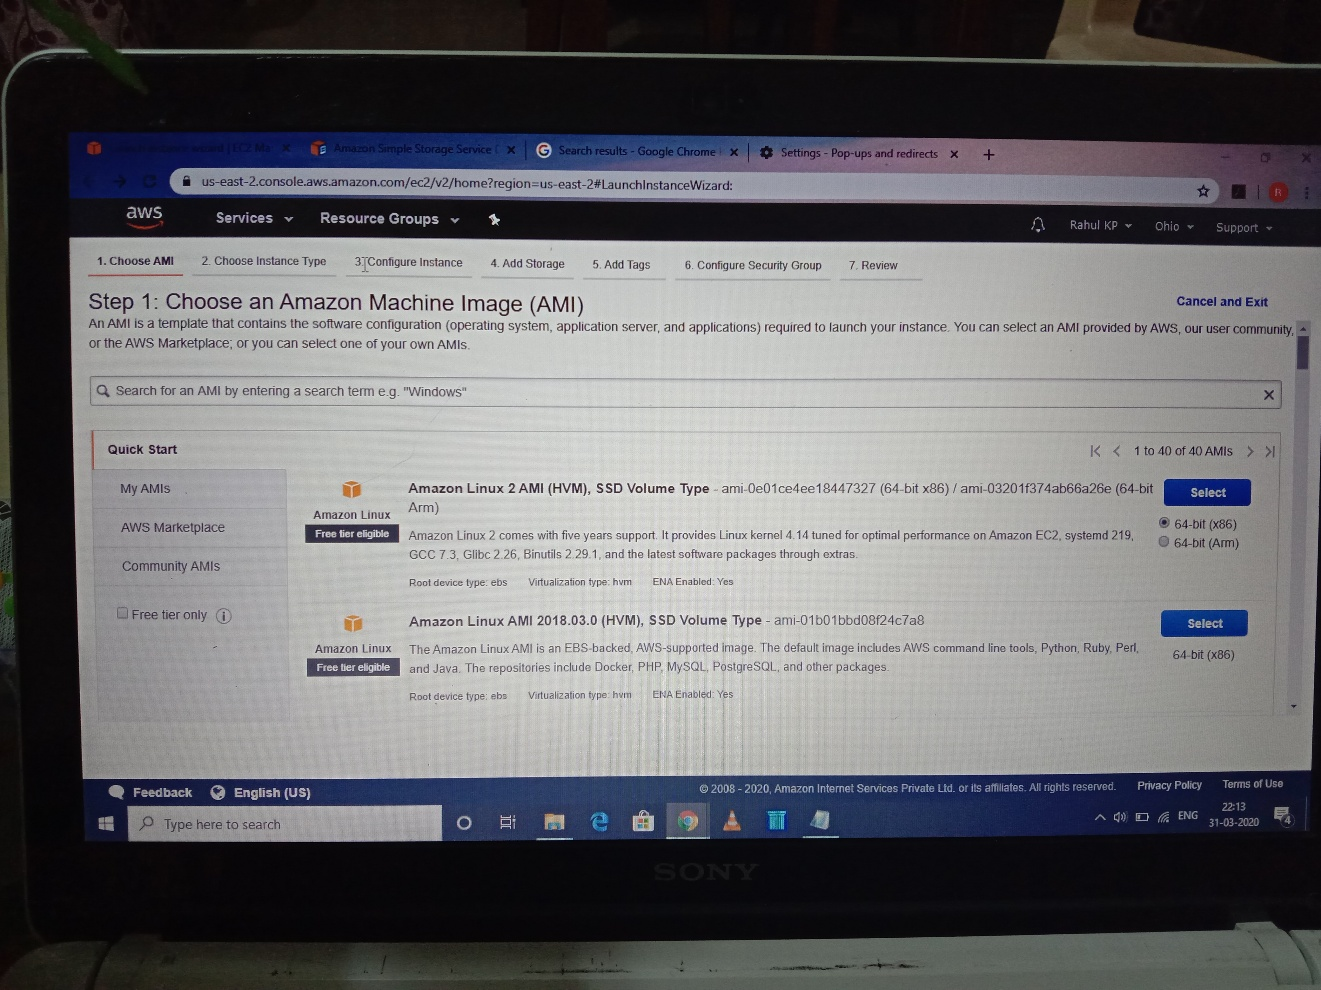 Amazon Simple Storage Service
Search results - Google Chrome
Settings - Pop-ups and redirects
us-east-2.console.aws.amazon.com/ec2/v2/home?region=us-east-2#LaunchInstanceWizard:
R
aws
Services
Resource Groups
Rahul KP
Ohio
Support
1. Choose AMI
2. Choose Instance Type
3. Configure Instance
4. Add Storage
5. Add Tags
6. Configure Security Group
7. Review
Step 1: Choose an Amazon Machine Image (AMI)
Cancel and Exit
An AMI is a template that contains the software configuration (operating system, application server, and applications) required to launch your instance. You can select an AMI provided by AWS, our user community,
or the AWS Marketplace; or you can select one of your own AMIs.
Search for an AMI by entering a search term e.g. "Windows"
Quick Start
1 to 40 of 40 AMIs
My AMIs
AWS Marketplace
Community AMIs
Free tier only
Amazon Linux
Free tier eligible
Amazon Linux 2 AMI (HVM), SSD Volume Type - ami-0e01ce4ee18447327 (64-bit x86) / ami-03201f374ab66a26e (64-bit
Arm)
Amazon Linux 2 comes with five years support. It provides Linux kernel 4.14 tuned for optimal performance on Amazon EC2, systemd 219,
GCC 7.3, Glibc 2.26, Binutils 2.29.1, and the latest software packages through extras.
Root device type: ebs
Virtualization type: hvm
ENA Enabled: Yes
Select
64-bit (x86)
64-bit (Arm)
Amazon Linux
Free tier eligible
Amazon Linux AMI 2018.03.0 (HVM), SSD Volume Type - ami-01b01bbd08f24c7a8
The Amazon Linux AMI is an EBS-backed, AWS-supported image. The default image includes AWS command line tools, Python, Ruby, Perl,
and Java. The repositories include Docker, PHP, MySQL, PostgreSQL, and other packages.
Root device type: ebs
Virtualization type: hvm
ENA Enabled: Yes
Select
64-bit (x86)
Feedback
English (US)
© 2008 - 2020, Amazon Internet Services Private Ltd. or its affiliates. All rights reserved.
Privacy Policy
Terms of Use
Type here to search
ENG
22:13
31-03-2020
4
SONY